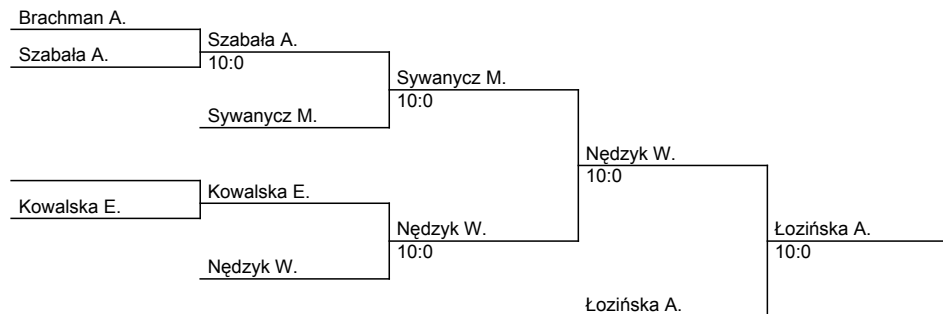 Brachman A.
Szabała A.
Szabała A.
10:0
Sywanycz M.
10:0
Sywanycz M.
Nędzyk W.
10:0
Kowalska E.
Kowalska E.
Nędzyk W.
10:0
Łozińska A.
10:0
Nędzyk W.
Łozińska A.